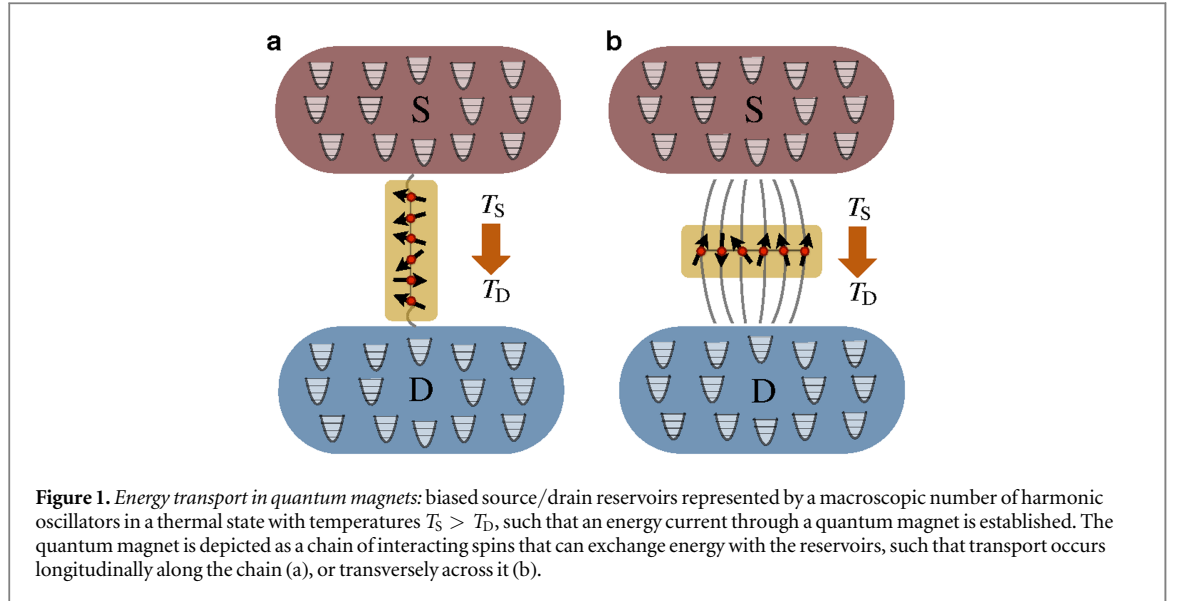 a
b
S
S
T_S
T_D
T_S
T_D
D
D
Figure 1. Energy transport in quantum magnets: biased source/drain reservoirs represented by a macroscopic number of harmonic
oscillators in a thermal state with temperatures T_S > T_D, such that an energy current through a quantum magnet is established. The
quantum magnet is depicted as a chain of interacting spins that can exchange energy with the reservoirs, such that transport occurs
longitudinally along the chain (a), or transversely across it (b).